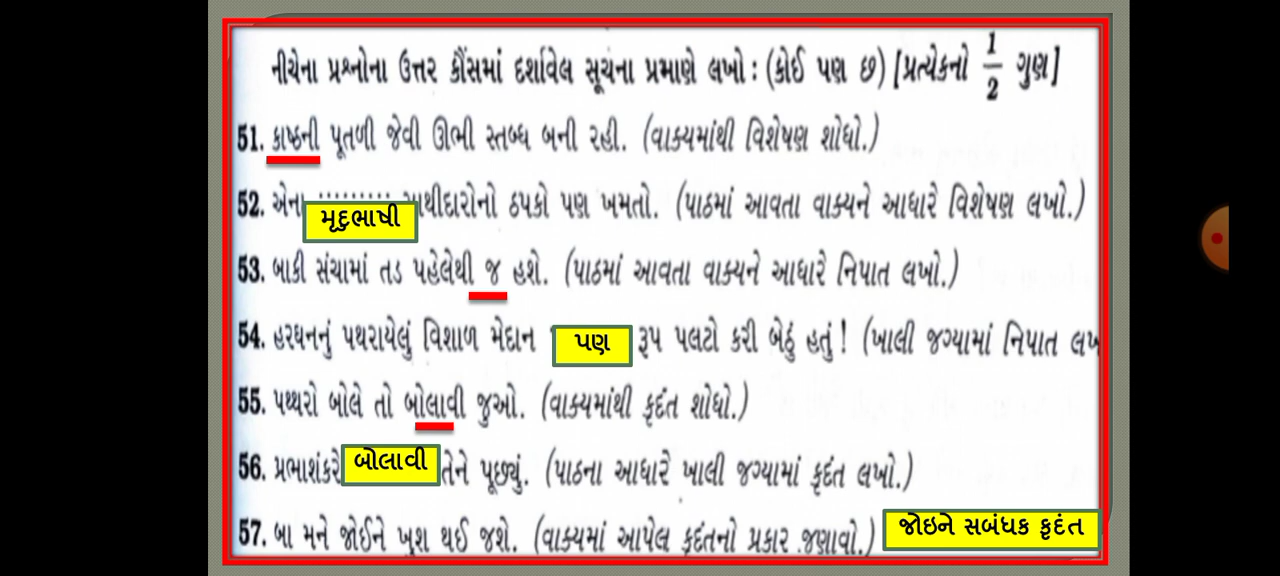 નીચેના પ્રશ્નોના ઉત્તર કૌંસમાં દર્શાવેલ સૂચના પ્રમાણે લખો : (કોઈ પણ છ) [પ્રત્યેકનો 1/2 ગુણ]
51. કાષ્ઠની પૂતળી જેવી ઊભી સ્તબ્ધ બની રહી. (વાક્યમાંથી વિશેષણ શોધો.)
52. એના .......... મૃદુભાષી સાથીદારોનો ઠપકો પણ ખમતો. (પાઠમાં આવતા વાક્યને આધારે વિશેષણ લખો.)
53. બાકી સંચામાં તડ પહેલેથી જ હશે. (પાઠમાં આવતા વાક્યને આધારે નિપાત લખો.)
54. હરધનનું પથરાયેલું વિશાળ મેદાન પણ રૂપ પલટો કરી બેઠું હતું ! (ખાલી જગ્યામાં નિપાત લખ
55. પથ્થરો બોલે તો બોલાવી જુઓ. (વાક્યમાંથી કૃદંત શોધો.)
56. પ્રભાશંકરે બોલાવી તેને પૂછ્યું. (પાઠના આધારે ખાલી જગ્યામાં કૃદંત લખો.)
57. બા મને જોઈને ખુશ થઈ જશે. (વાક્યમાં આપેલ કૃદંતનો પ્રકાર જણાવો.) જોઇને સબંધક કૃદંત